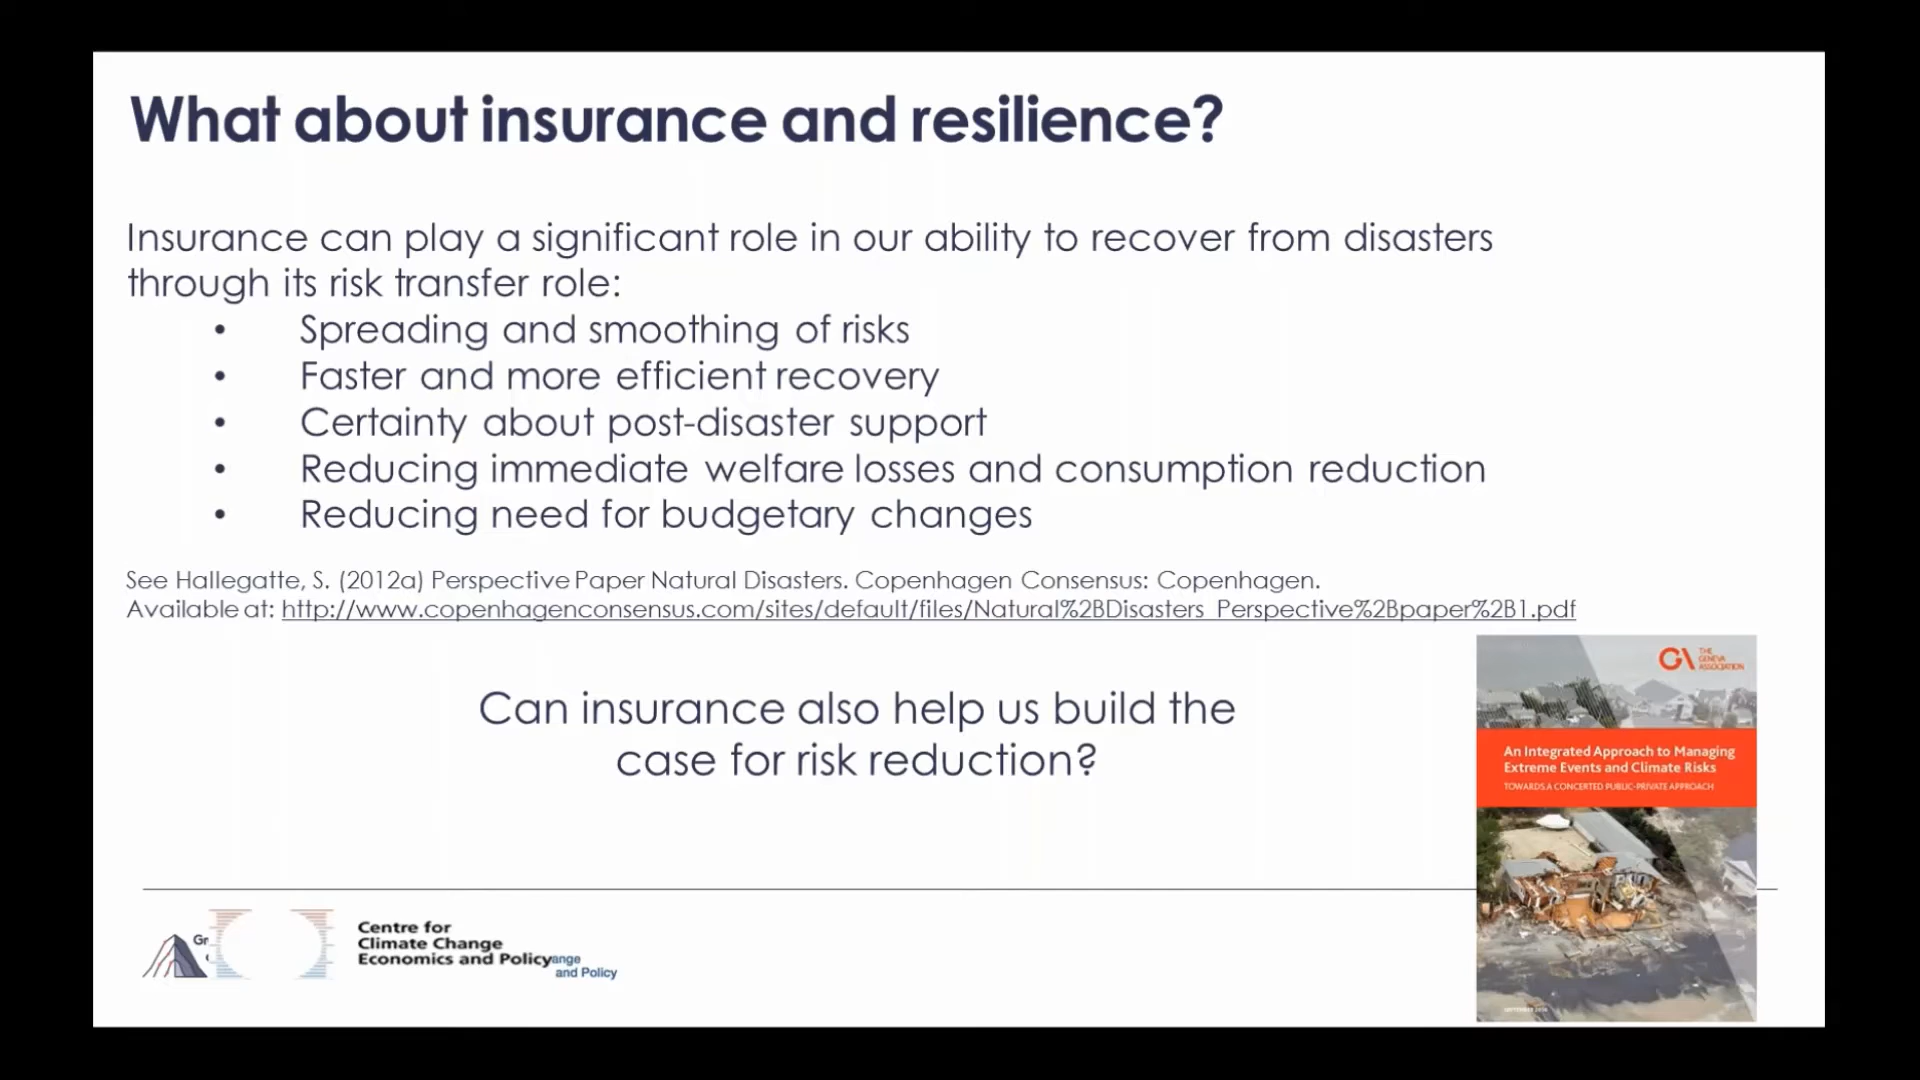 What about insurance and resilience?
Insurance can play a significant role in our ability to recover from disasters
through its risk transfer role:
• Spreading and smoothing of risks
• Faster and more efficient recovery
• Certainty about post-disaster support
• Reducing immediate welfare losses and consumption reduction
• Reducing need for budgetary changes
See Hallegatte, S. (2012a) Perspective Paper Natural Disasters. Copenhagen Consensus: Copenhagen.
Available at: http://www.copenhagenconsensus.com/sites/default/files/Natural%2BDisasters_Perspective%2Bpaper%2B1.pdf
Can insurance also help us build the
case for risk reduction?
THE
GENEVA
ASSOCIATION
An Integrated Approach to Managing
Extreme Events and Climate Risks
TOWARDS A CONCERTED PUBLIC-PRIVATE APPROACH
Gr
Centre for
Climate Change
Economics and Policy
ange
and Policy